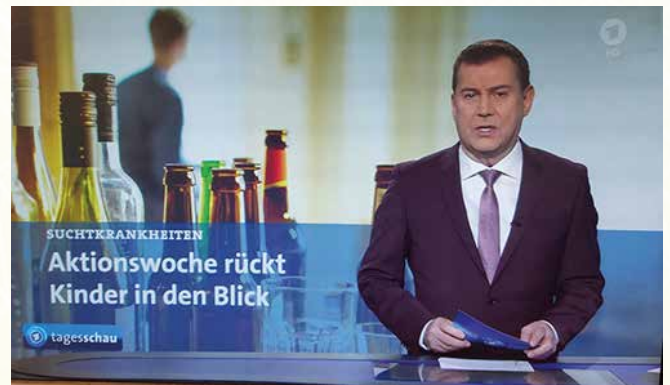 SUCHTKRANKHEITEN
Aktionswoche rückt
Kinder in den Blick
tagesschau